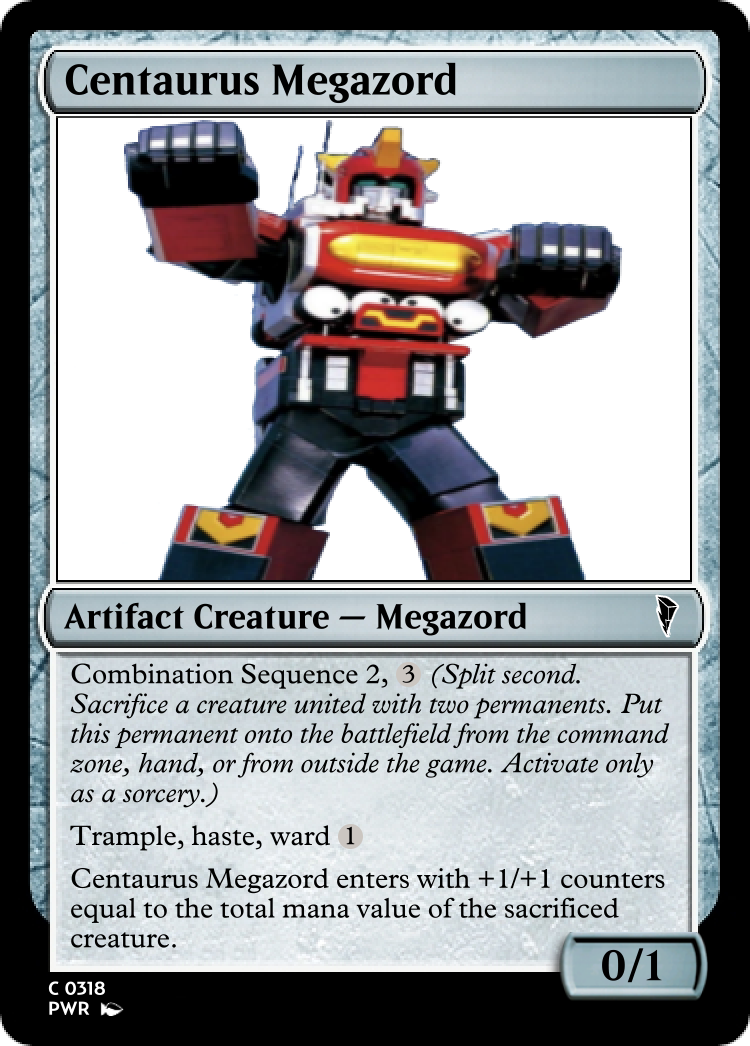 Centaurus Megazord
Artifact Creature — Megazord
Combination Sequence 2, 3 (Split second.
Sacrifice a creature united with two permanents. Put
this permanent onto the battlefield from the command
zone, hand, or from outside the game. Activate only
as a sorcery.)
Trample, haste, ward 1
Centaurus Megazord enters with +1/+1 counters
equal to the total mana value of the sacrificed
creature.
0/1
C 0318
PWR